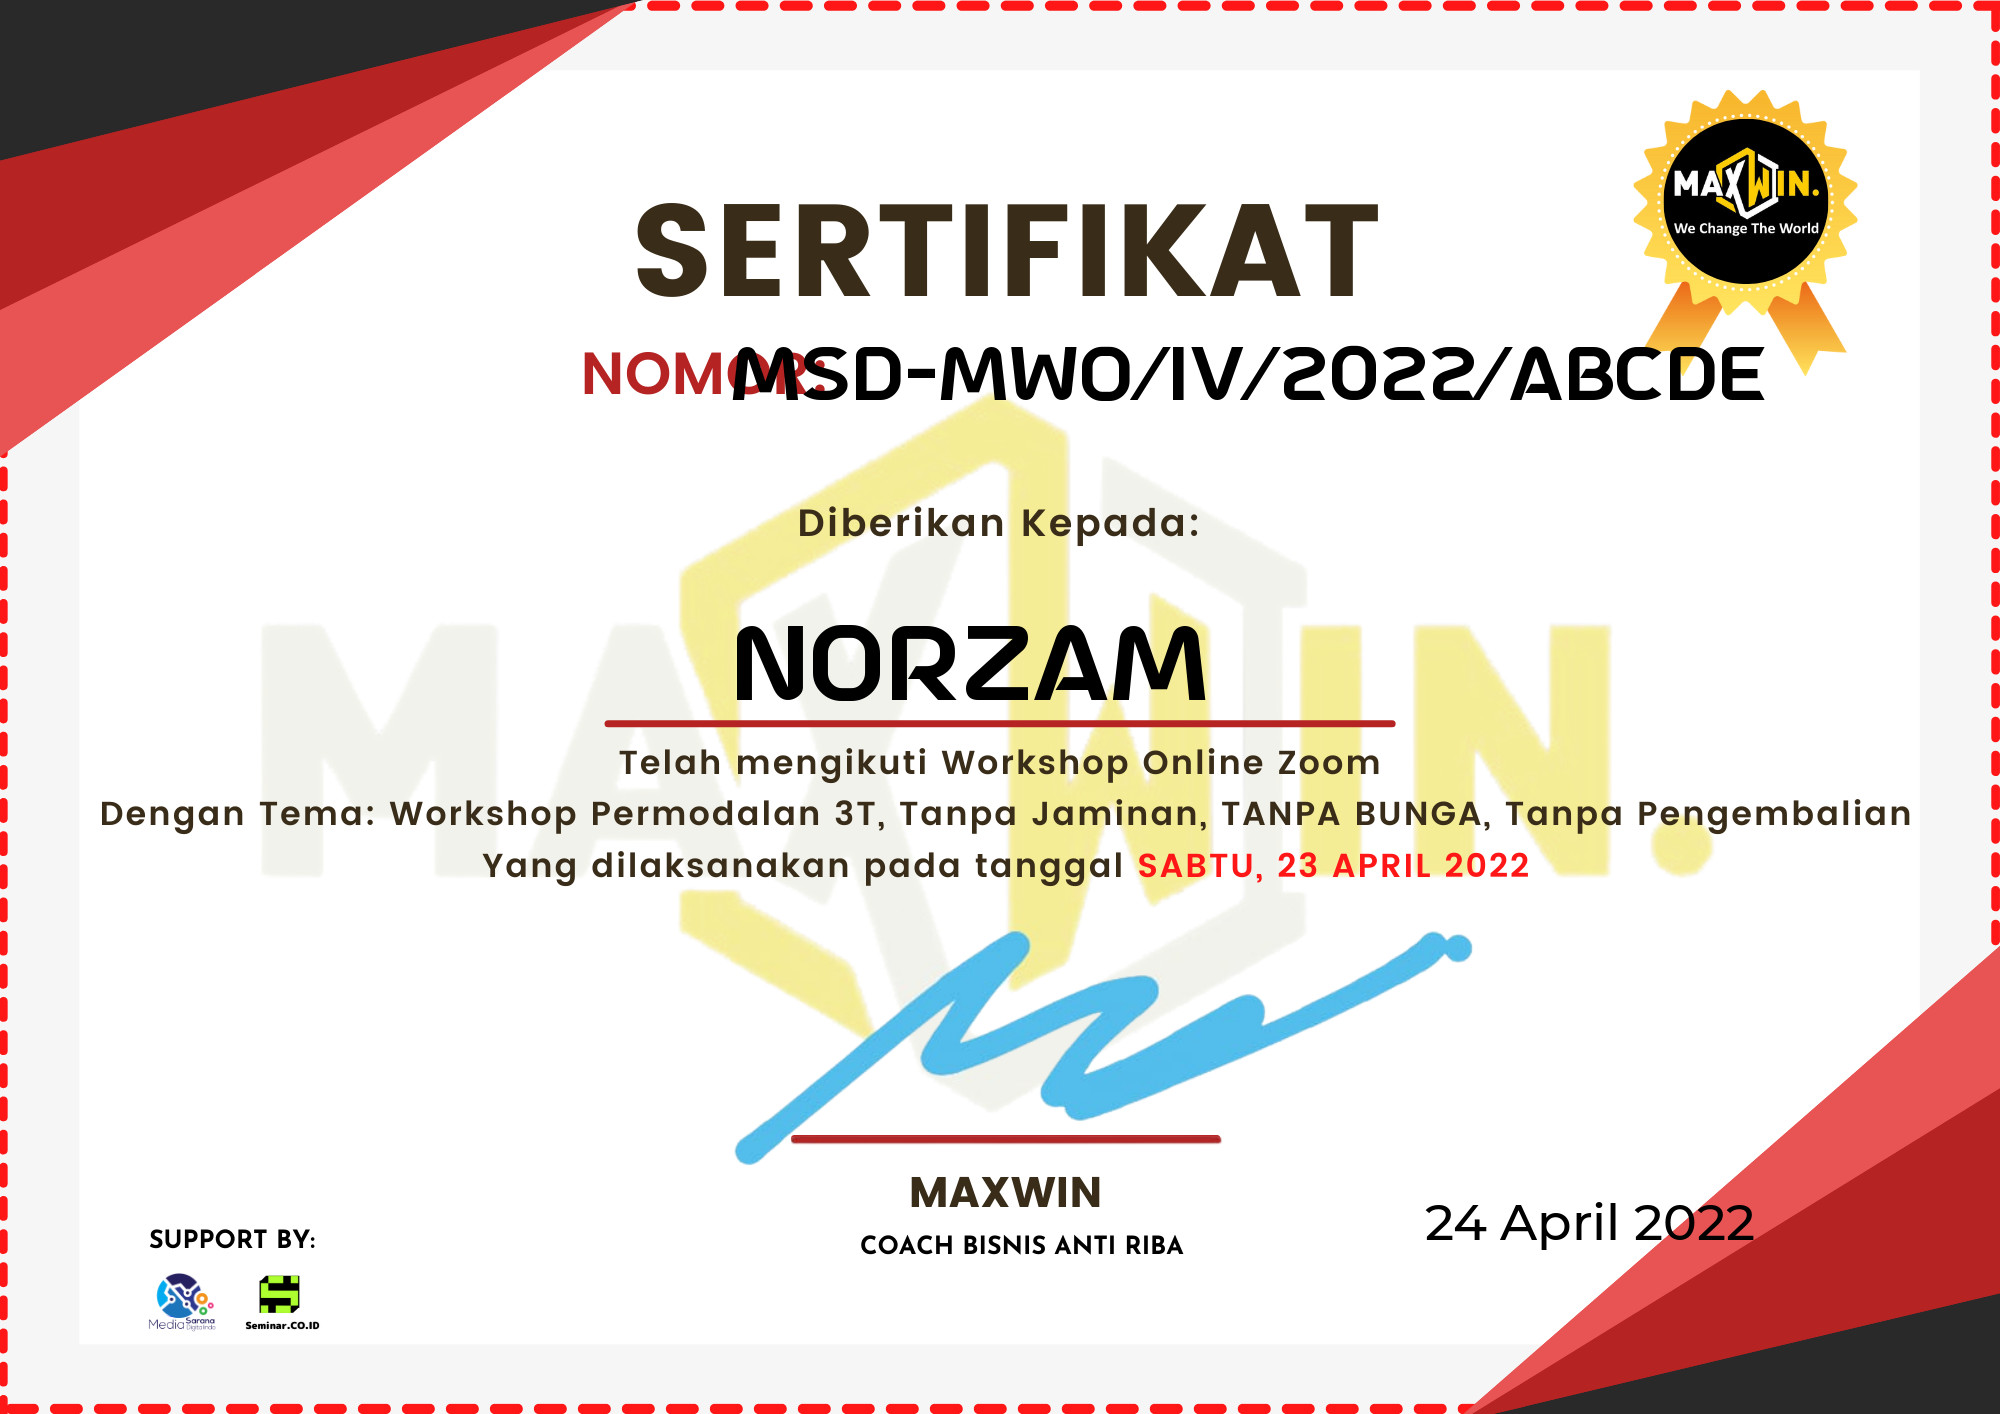 MAXWIN.
We Change The World
SERTIFIKAT
NOMOR: MSD-MWO/IV/2022/ABCDE
Diberikan Kepada:
MAXWIN.
NORZAM
Telah mengikuti Workshop Online Zoom
Dengan Tema: Workshop Permodalan 3T, Tanpa Jaminan, TANPA BUNGA, Tanpa Pengembalian
Yang dilaksanakan pada tanggal SABTU, 23 APRIL 2022
MAXWIN
COACH BISNIS ANTI RIBA
24 April 2022
SUPPORT BY:
Media Sarana Digitalindo
Seminar.CO.ID